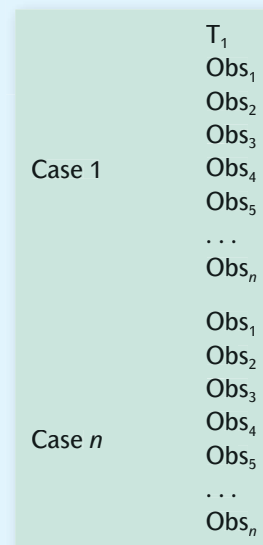 T₁
Obs₁
Obs₂
Obs₃
Case 1 Obs₄
Obs₅
. . .
Obsₙ
Obs₁
Obs₂
Obs₃
Case n Obs₄
Obs₅
. . .
Obsₙ